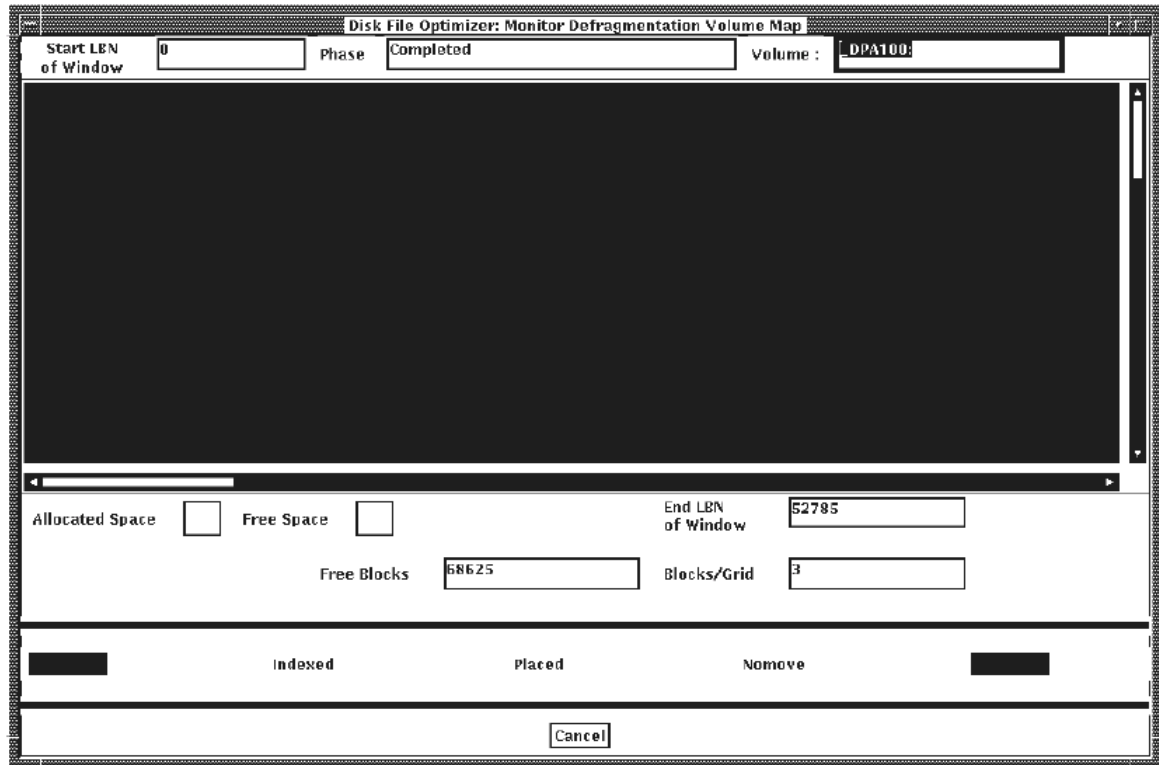 Disk File Optimizer: Monitor Defragmentation Volume Map
Start LBN of Window
0
Phase
Completed
Volume :
_DPA100:
Allocated Space
Free Space
End LBN of Window
52785
Free Blocks
68625
Blocks/Grid
3
Indexed
Placed
Nomove
Cancel